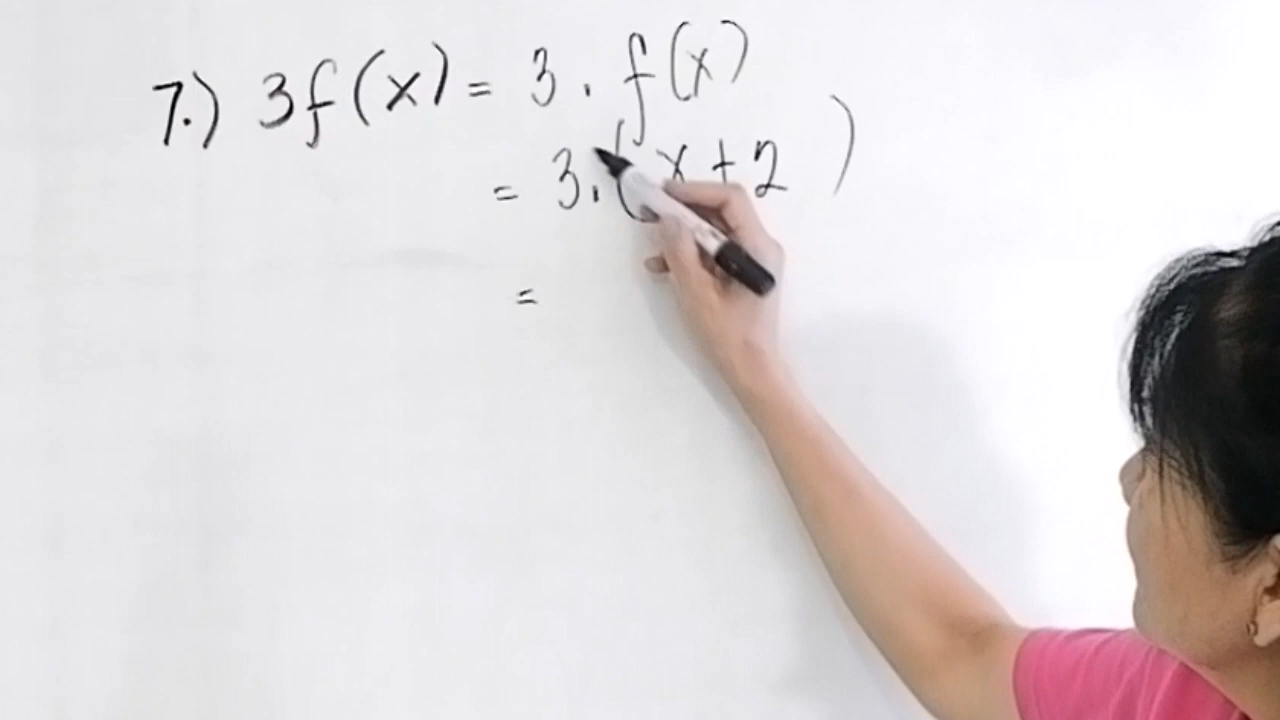 7.) 3f(x) = 3 . f(x)
= 3.(x+2 )
=